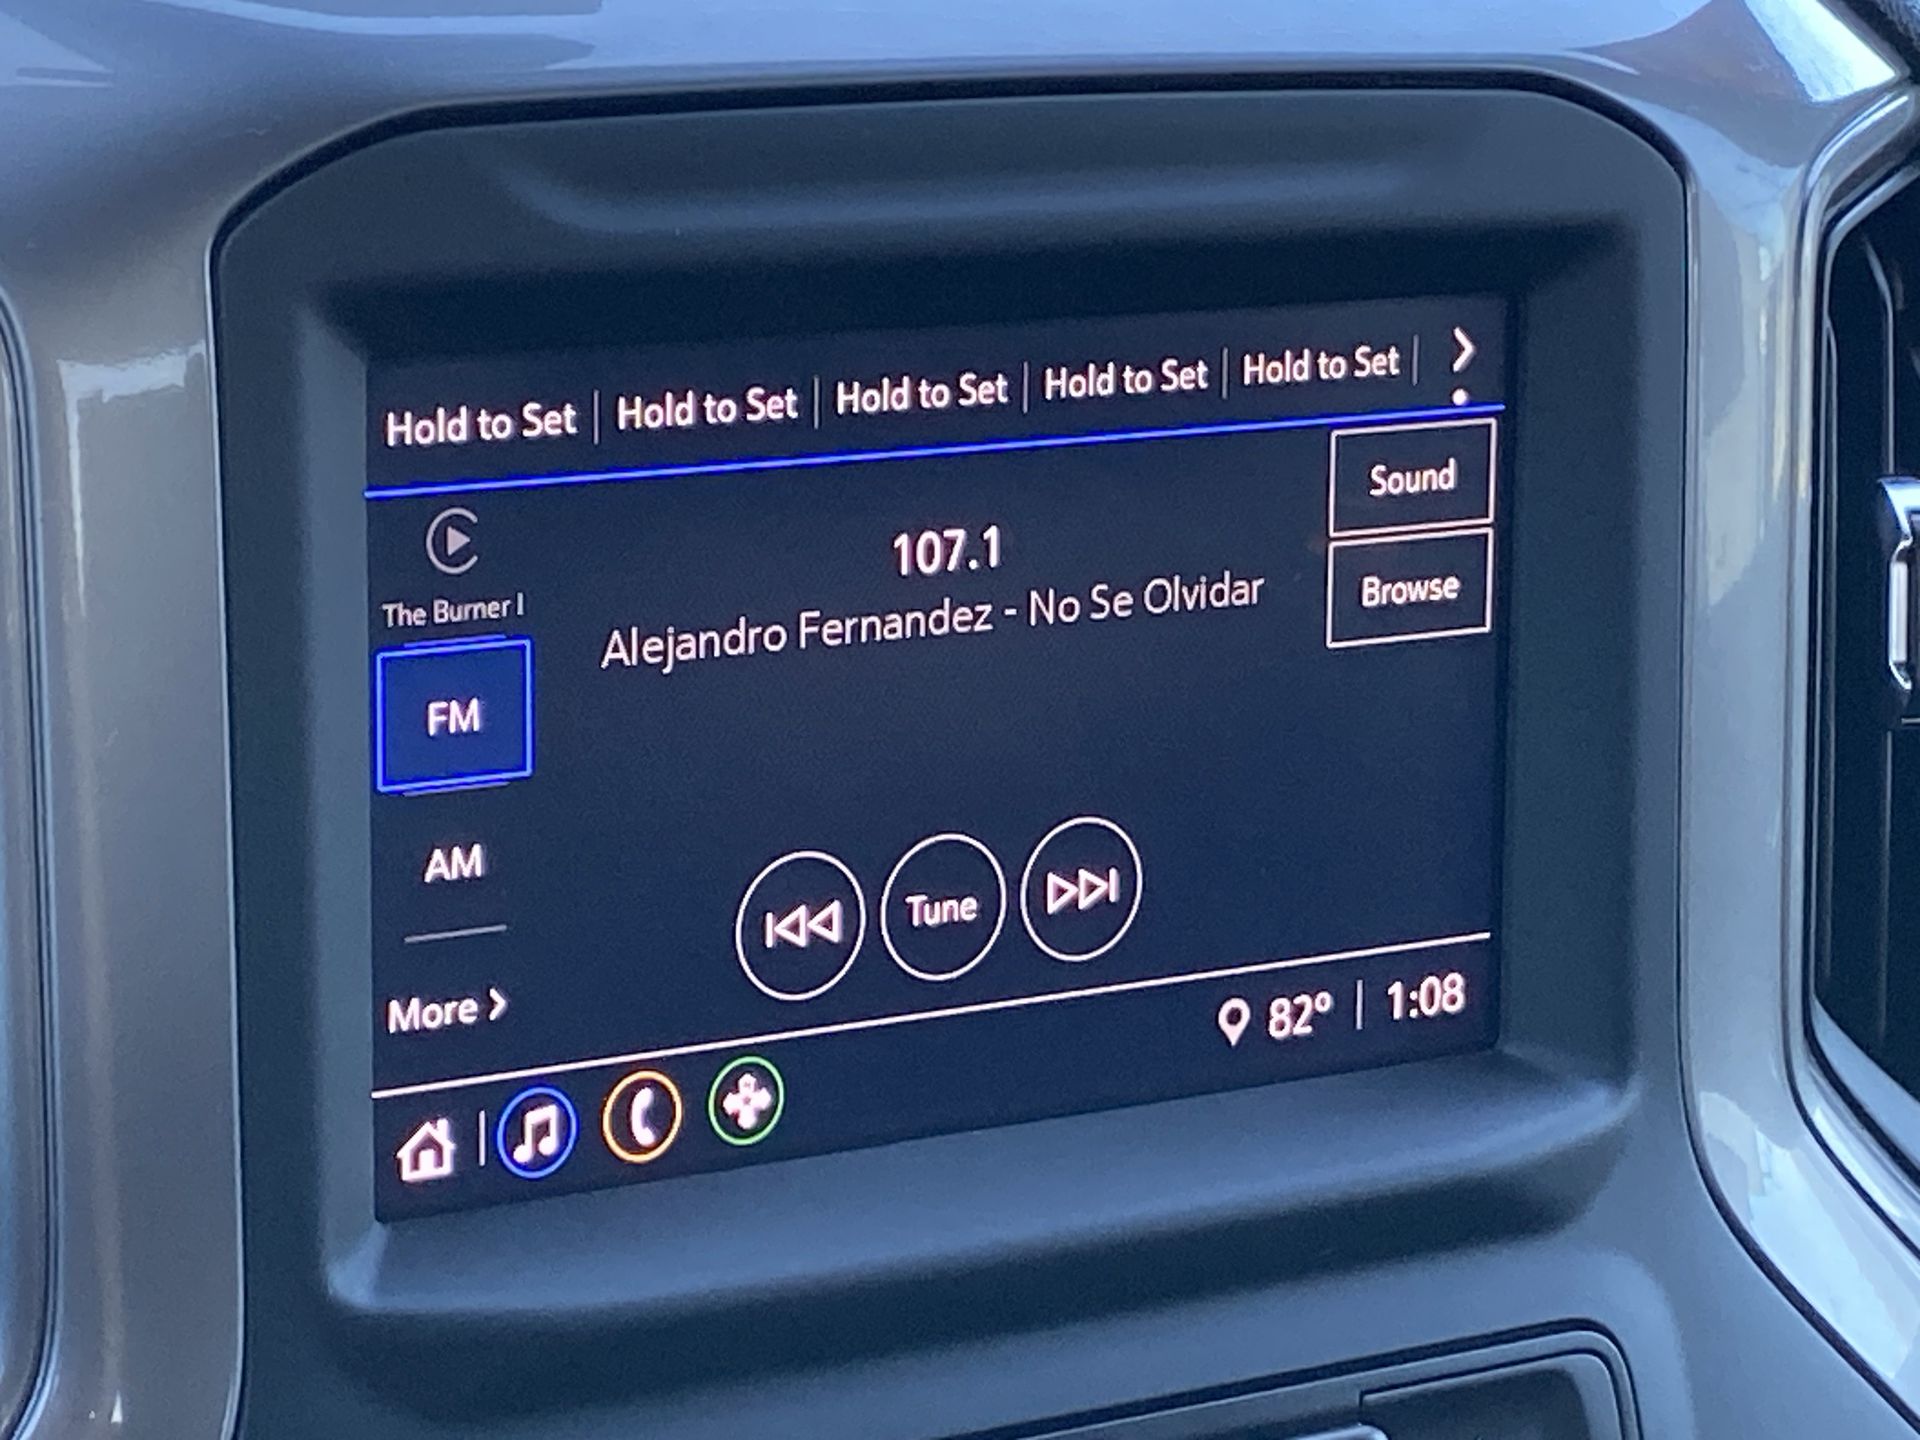 Hold to Set | Hold to Set | Hold to Set | Hold to Set | Hold to Set |
Sound
107.1
The Burner I
Alejandro Fernandez - No Se Olvidar
Browse
FM
AM
Tune
More
82° | 1:08